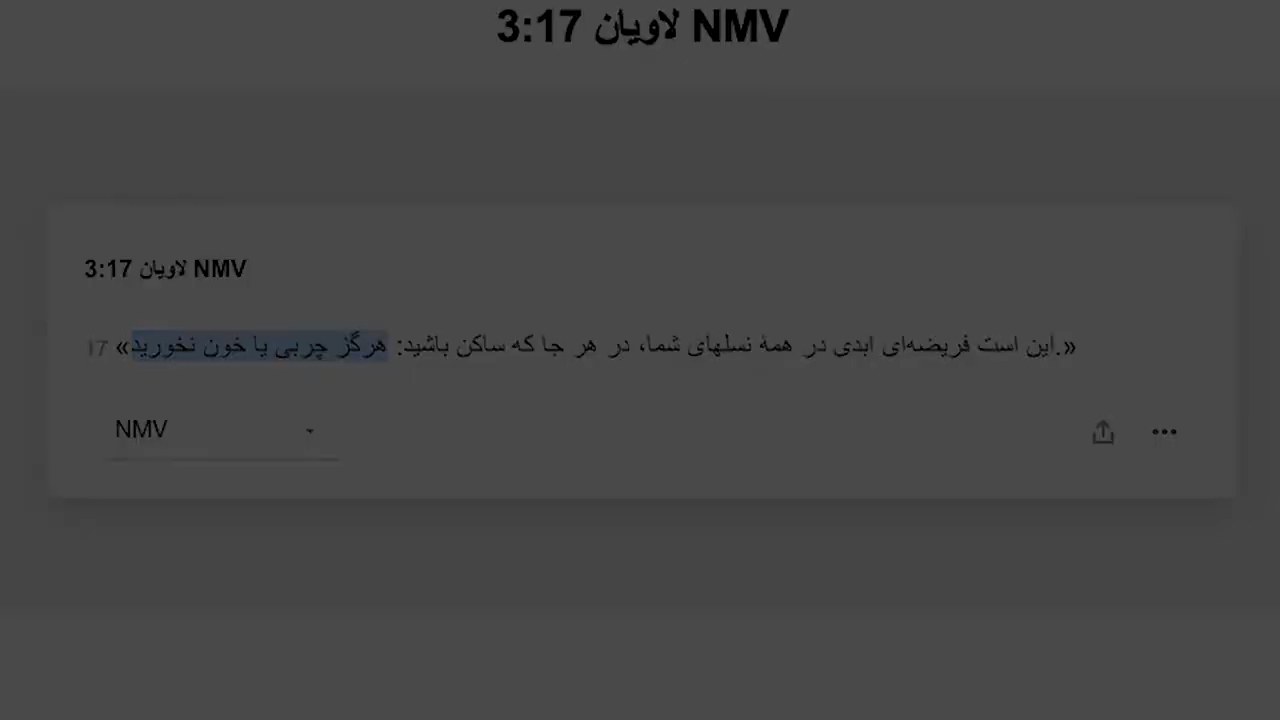 لاویان 3:17 NMV
لاویان 3:17 NMV
17 «این است فریضه‌ای ابدی در همۀ نسلهای شما، در هر جا که ساکن باشید: هرگز چربی یا خون نخورید.»
NMV